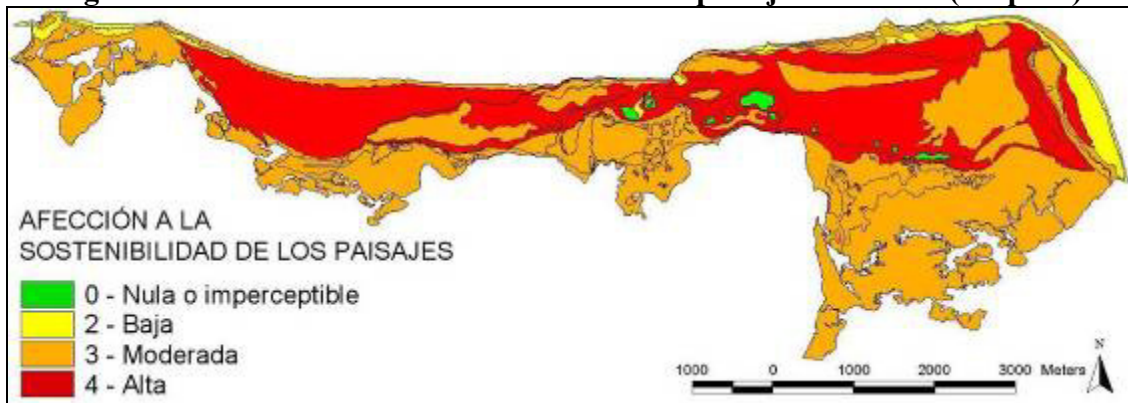 AFECCIÓN A LA
SOSTENIBILIDAD DE LOS PAISAJES
0 - Nula o imperceptible
2 - Baja
3 - Moderada
4 - Alta
1000 0 1000 2000 3000 Meters
N